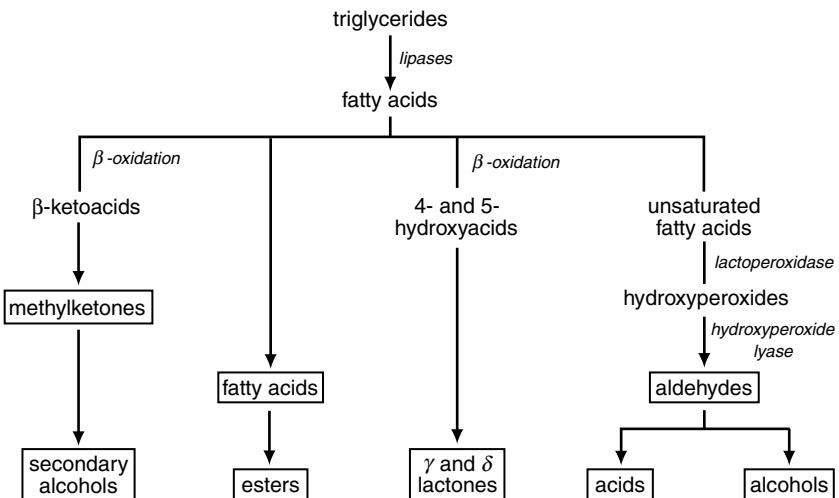 triglycerides
lipases
fatty acids
β-oxidation
β-oxidation
β-ketoacids
4- and 5-
hydroxyacids
unsaturated
fatty acids
lactoperoxidase
methylketones
hydroxyperoxides
hydroxyperoxide
lyase
fatty acids
aldehydes
secondary
alcohols
esters
γ and δ
lactones
acids
alcohols